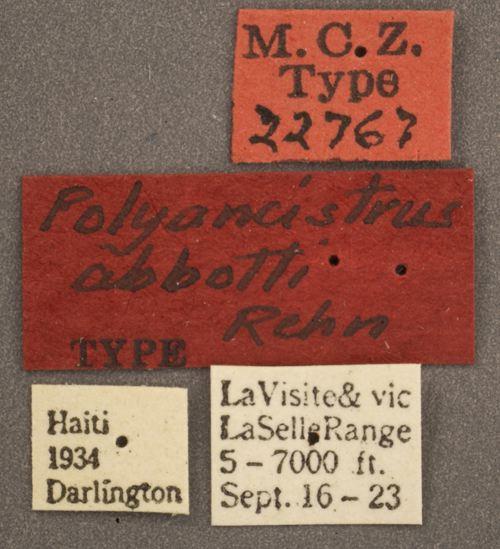 M.C.Z.
Type
22767
Polyancistrus
abbotti
Rehn
TYPE
Haiti
1934
Darlington
LaVisite& vic
LaSelleRange
5-7000 ft.
Sept. 16-23